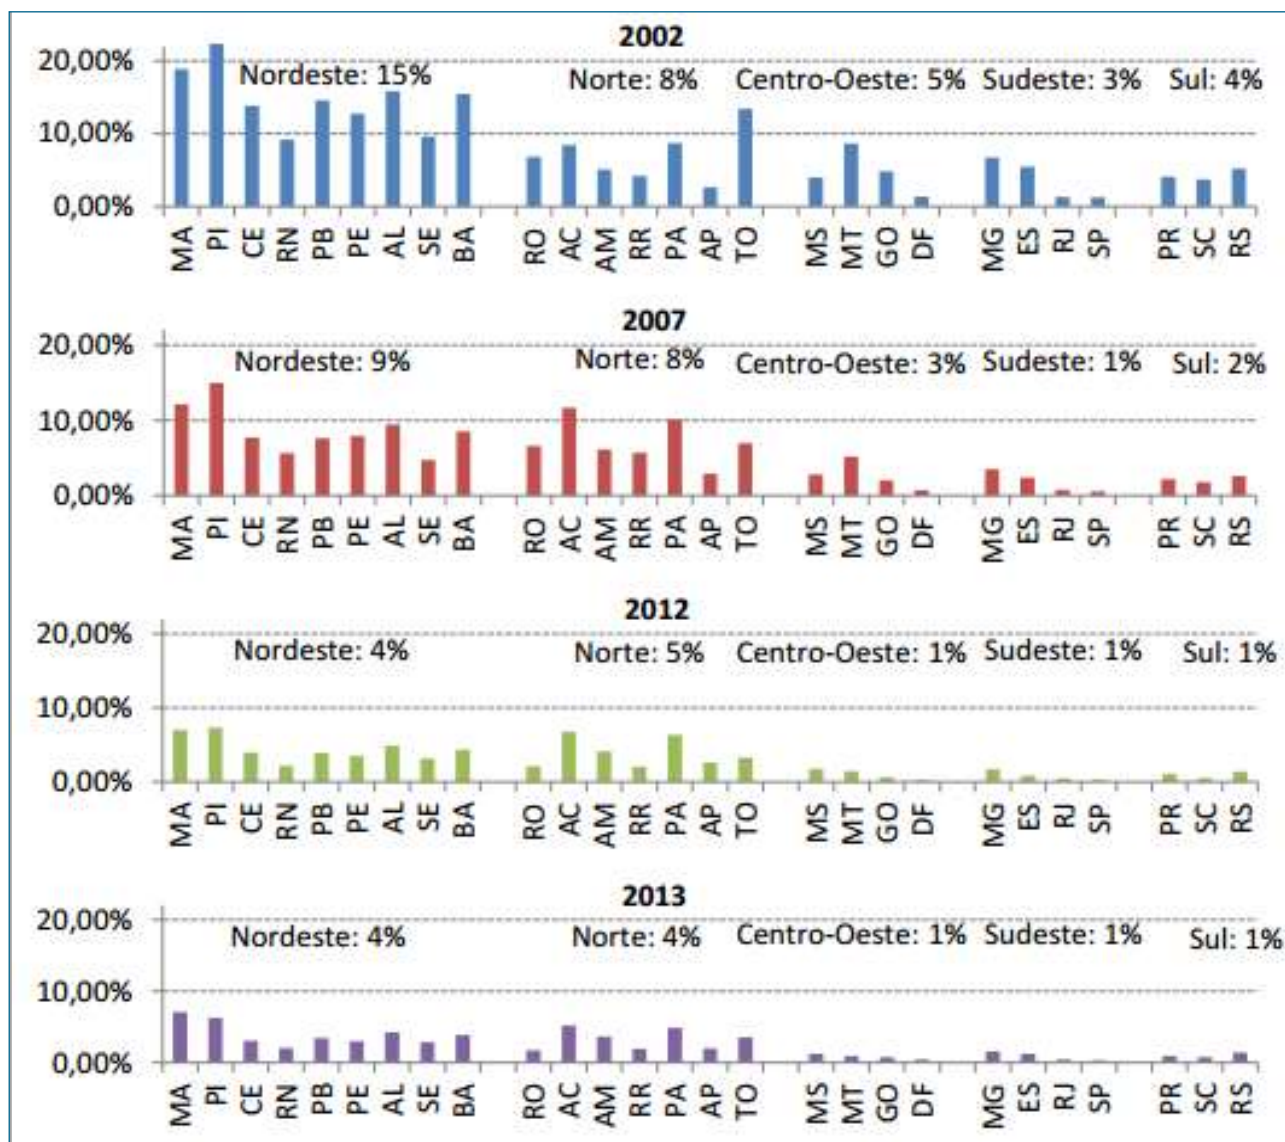 2002
20,00%
Nordeste: 15% Norte: 8% Centro-Oeste: 5% Sudeste: 3% Sul: 4%
10,00%
0,00%
MA PI CE RN PB PE AL SE BA RO AC AM RR PA AP TO MS MT GO DF MG ES RJ SP PR SC RS
2007
20,00%
Nordeste: 9% Norte: 8% Centro-Oeste: 3% Sudeste: 1% Sul: 2%
10,00%
0,00%
MA PI CE RN PB PE AL SE BA RO AC AM RR PA AP TO MS MT GO DF MG ES RJ SP PR SC RS
2012
20,00%
Nordeste: 4% Norte: 5% Centro-Oeste: 1% Sudeste: 1% Sul: 1%
10,00%
0,00%
MA PI CE RN PB PE AL SE BA RO AC AM RR PA AP TO MS MT GO DF MG ES RJ SP PR SC RS
2013
20,00%
Nordeste: 4% Norte: 4% Centro-Oeste: 1% Sudeste: 1% Sul: 1%
10,00%
0,00%
MA PI CE RN PB PE AL SE BA RO AC AM RR PA AP TO MS MT GO DF MG ES RJ SP PR SC RS